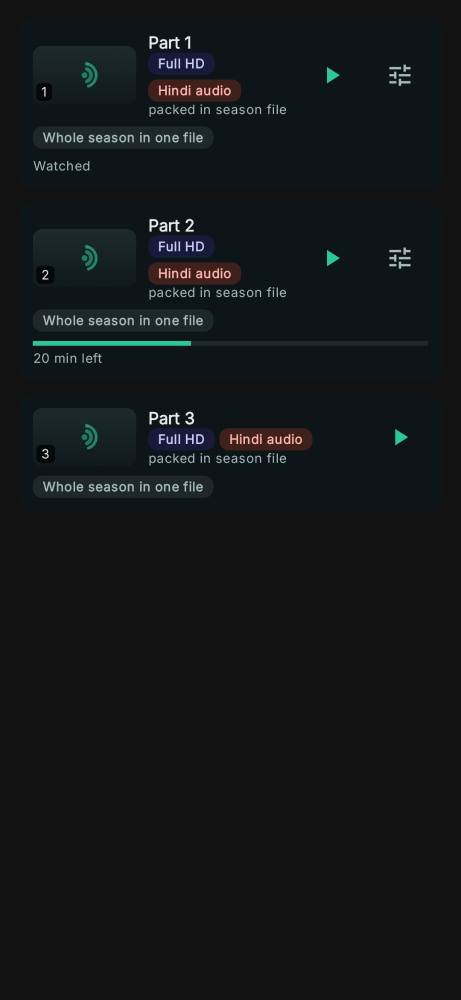 Part 1
Full HD
Hindi audio
packed in season file
1
Whole season in one file
Watched
Part 2
Full HD
Hindi audio
packed in season file
2
Whole season in one file
20 min left
Part 3
Full HD Hindi audio
packed in season file
3
Whole season in one file